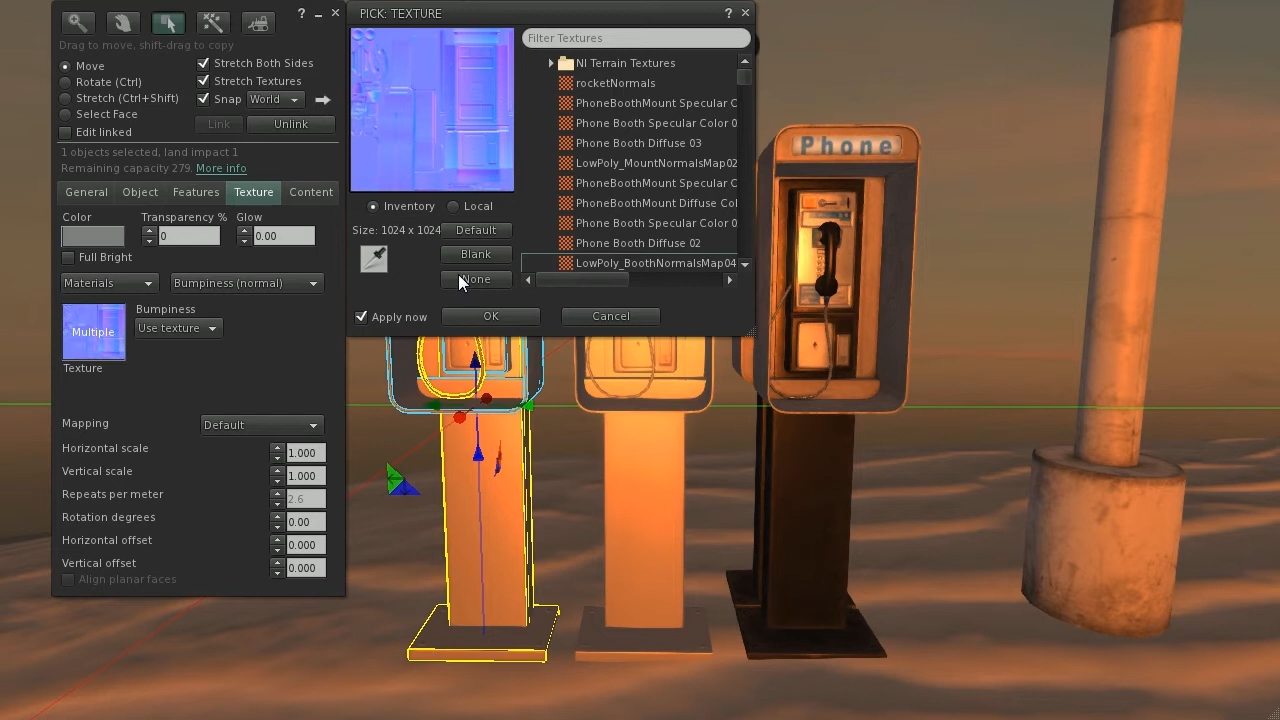 Drag to move, shift-drag to copy
Move
Rotate (Ctrl)
Stretch (Ctrl+Shift)
Select Face
Edit linked
Stretch Both Sides
Stretch Textures
Snap
World
Link
Unlink
1 objects selected, land impact 1
Remaining capacity 279. More info
General
Object
Features
Texture
Content
Color
Transparency %
Glow
0
0.00
Full Bright
Materials
Bumpiness (normal)
Multiple
Texture
Bumpiness
Use texture
Mapping
Default
Horizontal scale
1.000
Vertical scale
1.000
Repeats per meter
2.6
Rotation degrees
0.00
Horizontal offset
0.000
Vertical offset
0.000
Align planar faces
PICK: TEXTURE
Filter Textures
NI Terrain Textures
rocketNormals
PhoneBoothMount Specular C
Phone Booth Specular Color 0
Phone Booth Diffuse 03
LowPoly_MountNormalsMap02
PhoneBoothMount Specular C
PhoneBoothMount Diffuse Col
Phone Booth Specular Color 0
Phone Booth Diffuse 02
LowPoly_BoothNormalsMap04
Inventory
Local
Size: 1024 x 1024
Default
Blank
None
Apply now
OK
Cancel
Phone